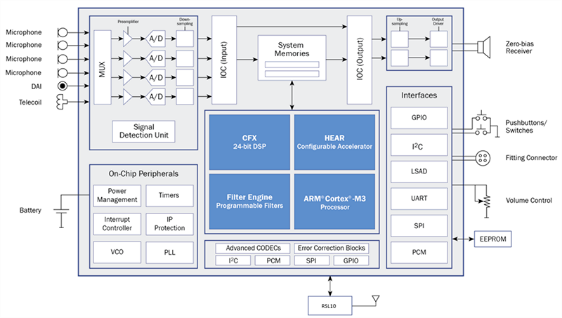 Microphone
Microphone
Microphone
Microphone
DAI
Telecoil
Battery
Preamplifier
Down
sampling
MUX
A/D
A/D
A/D
A/D
Signal
Detection Unit
IOC (Input)
System
Memories
IOC (Output)
Up
sampling
Output
Driver
Zero-bias
Receiver
CFX
24-bit DSP
HEAR
Configurable Accelerator
Filter Engine
Programmable Filters
ARM® Cortex®-M3
Processor
Interfaces
GPIO
I²C
LSAD
UART
SPI
PCM
Pushbuttons/
Switches
Fitting Connector
Volume Control
EEPROM
On-Chip Peripherals
Power
Management
Timers
Interrupt
Controller
IP
Protection
VCO
PLL
Advanced CODECs
Error Correction Blocks
I²C
PCM
SPI
GPIO
RSL10